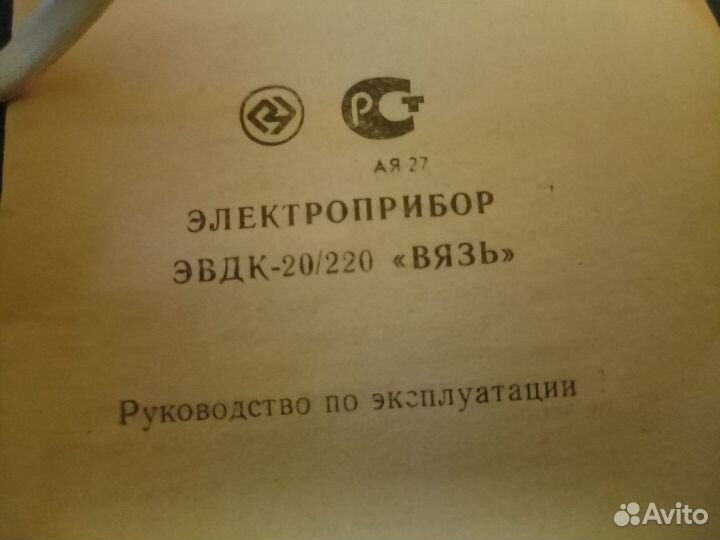 РСТ
АЯ 27
ЭЛЕКТРОПРИБОР
ЭВДК-20/220 «ВЯЗЬ»
Руководство по эксплуатации
Avito